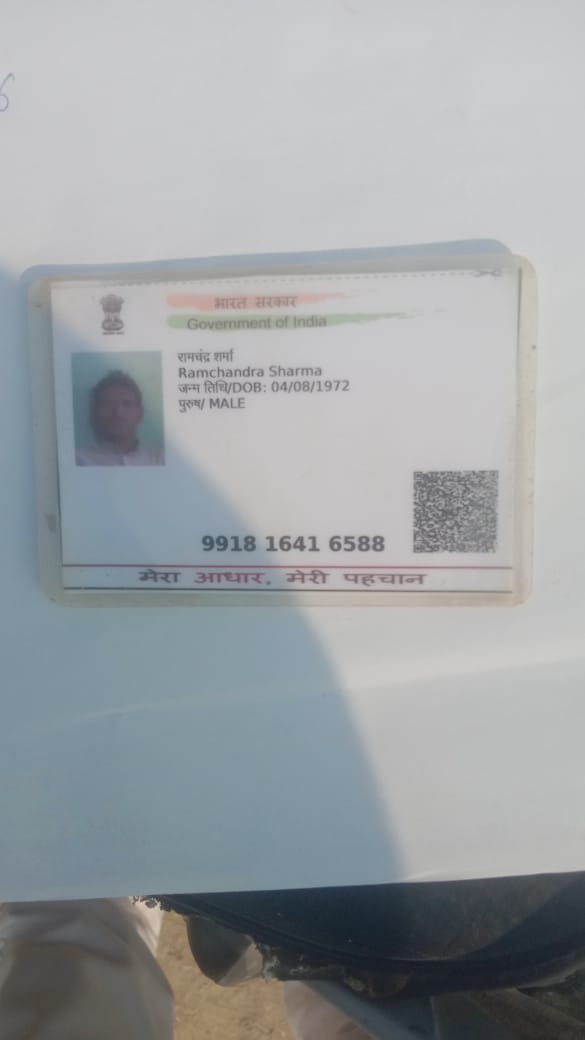 6
भारत सरकार
Government of India
रामचंद्र शर्मा
Ramchandra Sharma
जन्म तिथि/DOB: 04/08/1972
पुरुष/ MALE
9918 1641 6588
मेरा आधार, मेरी पहचान